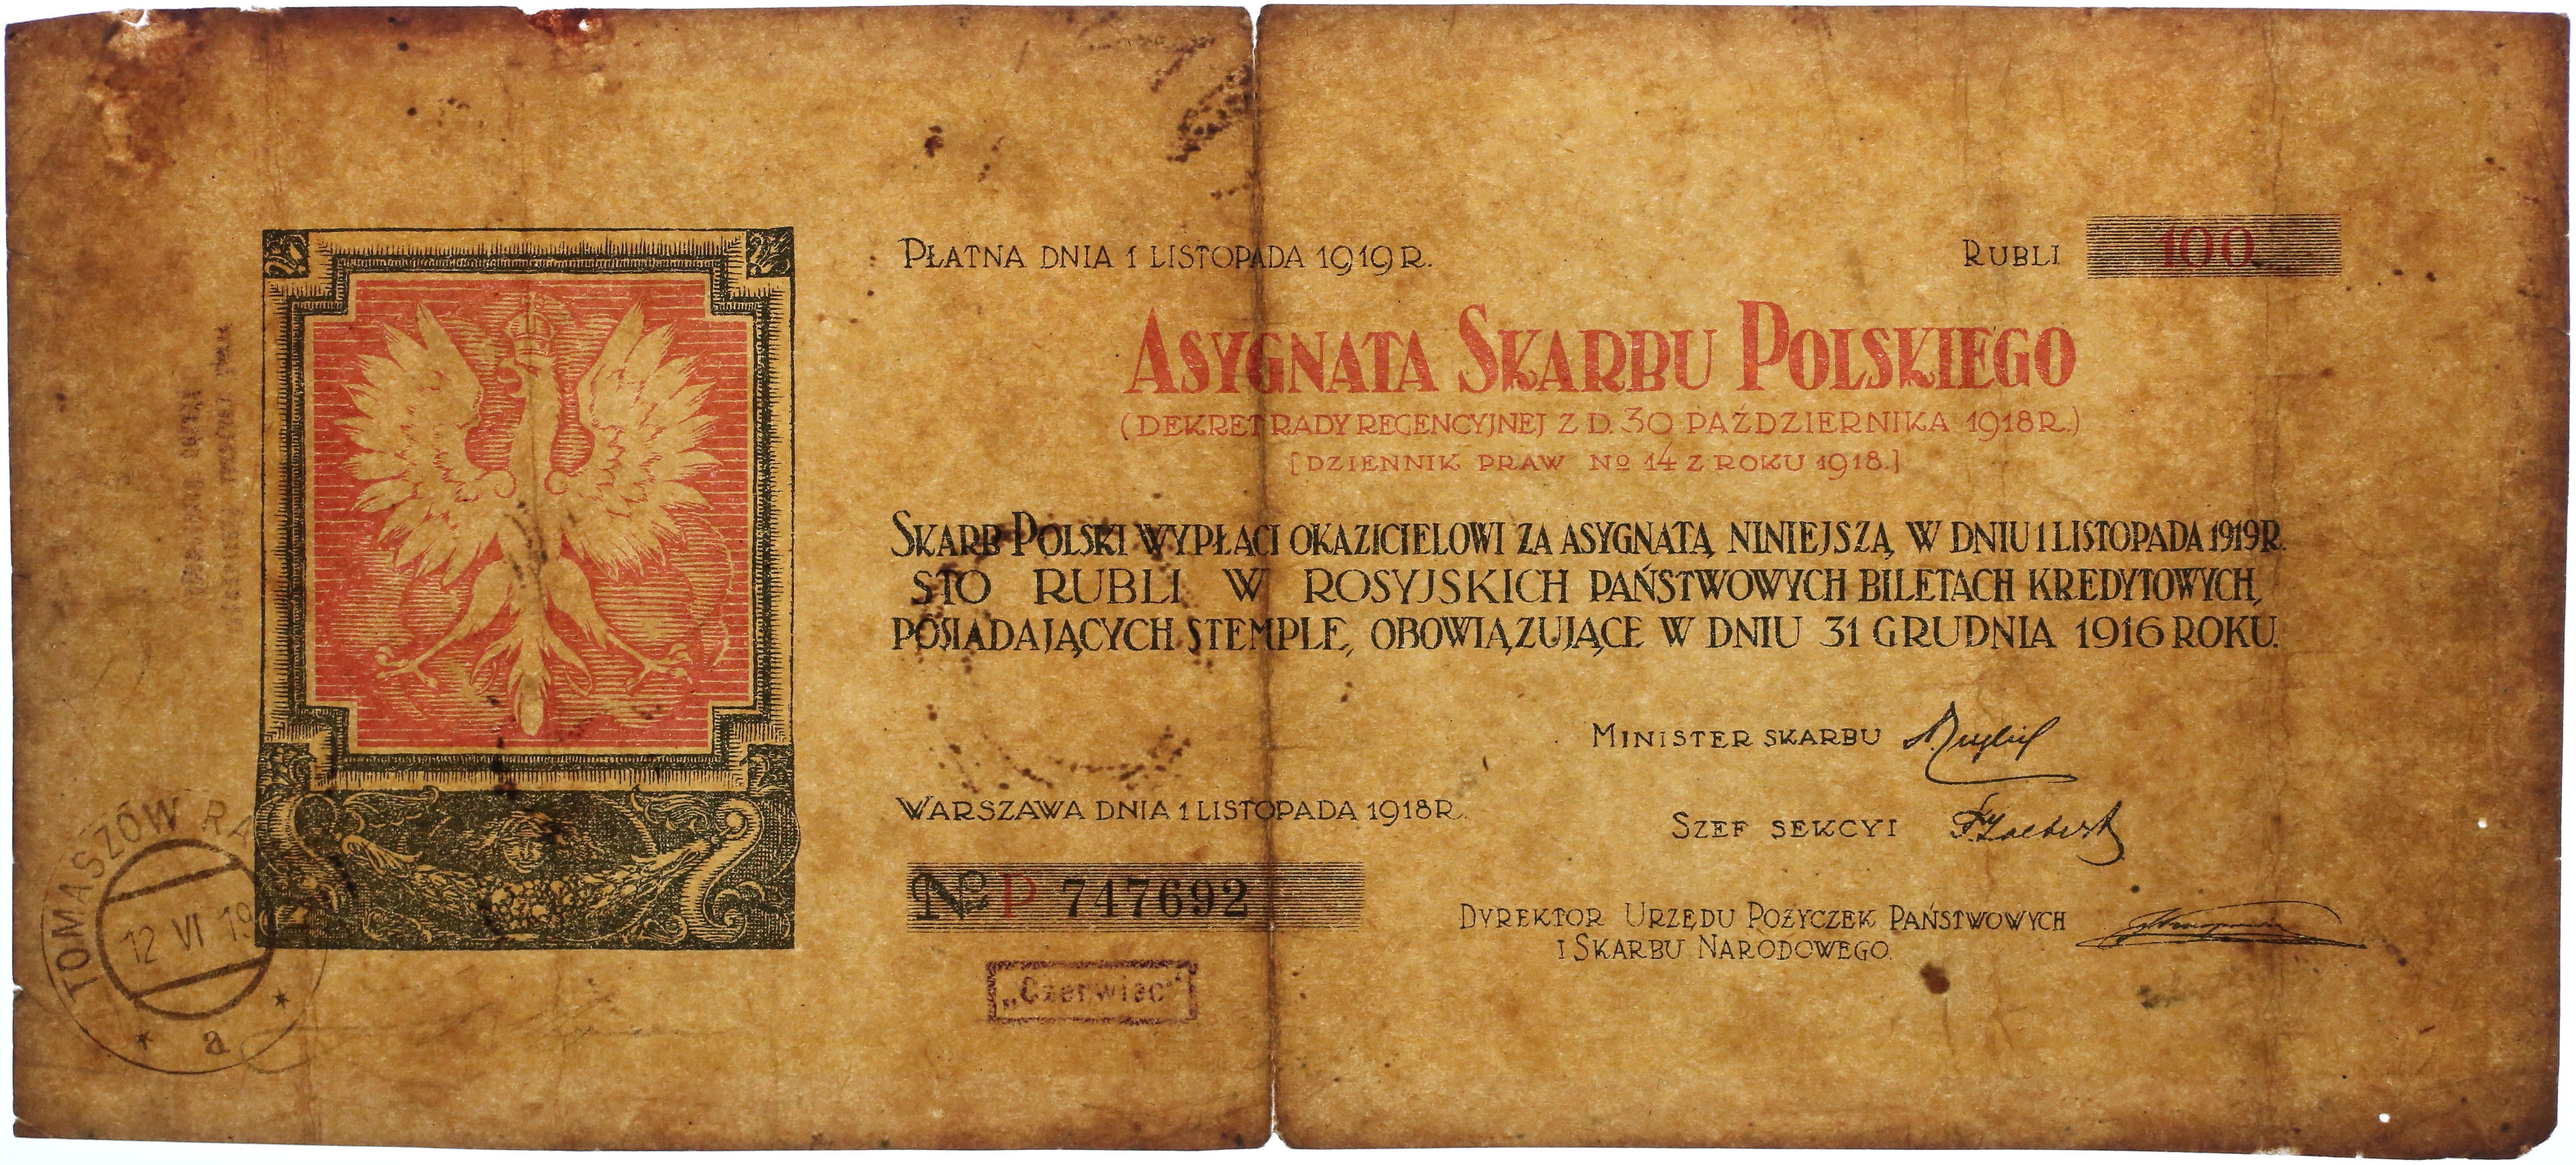 PŁATNA DNIA 1 LISTOPADA 1919 R.
RUBLI 100
ASYGNATA SKARBU POLSKIEGO
(DEKRET RADY REGENCYJNEJ Z D. 30 PAŹDZIERNIKA 1918 R.)
[DZIENNIK PRAW No 14 Z ROKU 1918.]
SKARB POLSKI WYPŁACI OKAZICIELOWI ZA ASYGNATĄ NINIEJSZĄ W DNIU 1 LISTOPADA 1919 R.
STO RUBLI W ROSYJSKICH PAŃSTWOWYCH BILETACH KREDYTOWYCH,
POSIADAJĄCYCH STEMPLE, OBOWIĄZUJĄCE W DNIU 31 GRUDNIA 1916 ROKU.
MINISTER SKARBU
WARSZAWA DNIA 1 LISTOPADA 1918 R.
SZEF SEKCYI
No P 747692
DYREKTOR URZĘDU POŻYCZEK PAŃSTWOWYCH
I SKARBU NARODOWEGO.
„Czerwiec"
TOMASZÓW RA
12 VI 19
* a *